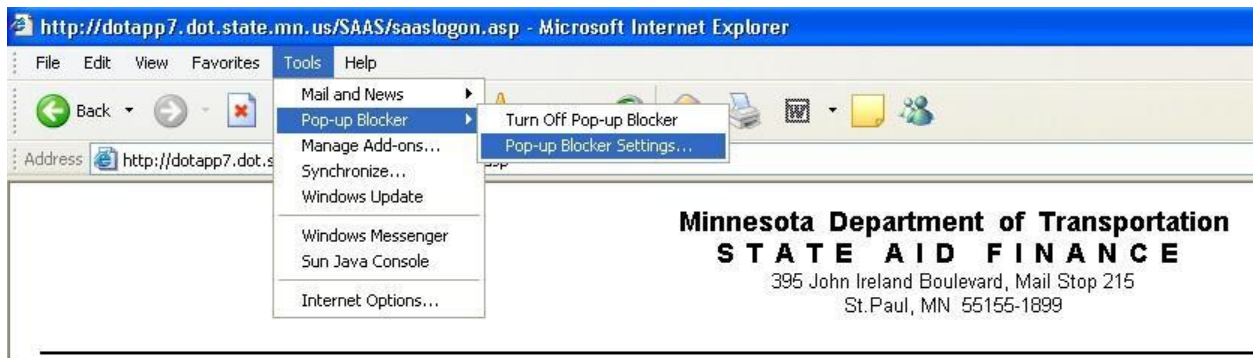 http://dotapp7.dot.state.mn.us/SAAS/saaslogon.asp - Microsoft Internet Explorer
File Edit View Favorites Tools Help
Back
Mail and News
Pop-up Blocker
Manage Add-ons...
Synchronize...
Windows Update
Windows Messenger
Sun Java Console
Internet Options...
Turn Off Pop-up Blocker
Pop-up Blocker Settings...
Address http://dotapp7.dot.s
Minnesota Department of Transportation
STATE AID FINANCE
395 John Ireland Boulevard, Mail Stop 215
St.Paul, MN 55155-1899